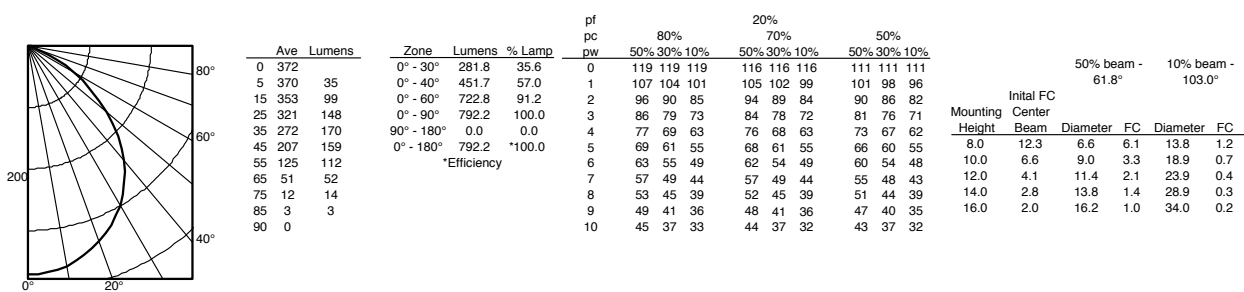 80°
60°
200
40°
0° 20°
Ave Lumens
0 372
5 370 35
15 353 99
25 321 148
35 272 170
45 207 159
55 125 112
65 51 52
75 12 14
85 3 3
90 0
Zone Lumens % Lamp
0° - 30° 281.8 35.6
0° - 40° 451.7 57.0
0° - 60° 722.8 91.2
0° - 90° 792.2 100.0
90° - 180° 0.0 0.0
0° - 180° 792.2 *100.0
*Efficiency
pf 20%
pc 80% 70% 50%
pw 50% 30% 10% 50% 30% 10% 50% 30% 10%
0 119 119 119 116 116 116 111 111 111
1 107 104 101 105 102 99 101 98 96
2 96 90 85 94 89 84 90 86 82
3 86 79 73 84 78 72 81 76 71
4 77 69 63 76 68 63 73 67 62
5 69 61 55 68 61 55 66 60 55
6 63 55 49 62 54 49 60 54 48
7 57 49 44 57 49 44 55 48 43
8 53 45 39 52 45 39 51 44 39
9 49 41 36 48 41 36 47 40 35
10 45 37 33 44 37 32 43 37 32
50% beam - 10% beam -
61.8° 103.0°
Inital FC
Mounting Center
Height Beam Diameter FC Diameter FC
8.0 12.3 6.6 6.1 13.8 1.2
10.0 6.6 9.0 3.3 18.9 0.7
12.0 4.1 11.4 2.1 23.9 0.4
14.0 2.8 13.8 1.4 28.9 0.3
16.0 2.0 16.2 1.0 34.0 0.2